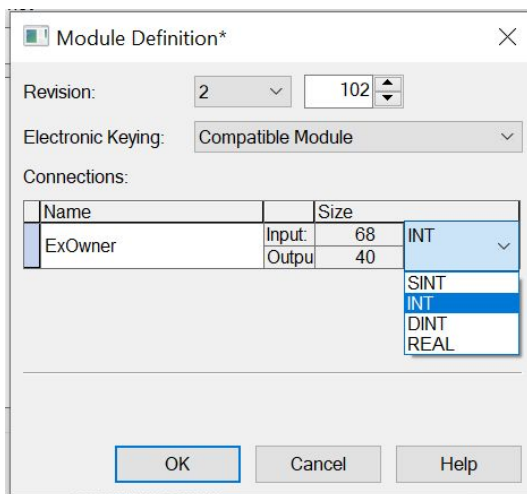 Module Definition*
Revision: 2 102
Electronic Keying: Compatible Module
Connections:
Name Size
ExOwner Input: 68 INT
Outpu 40
SINT
INT
DINT
REAL
OK Cancel Help